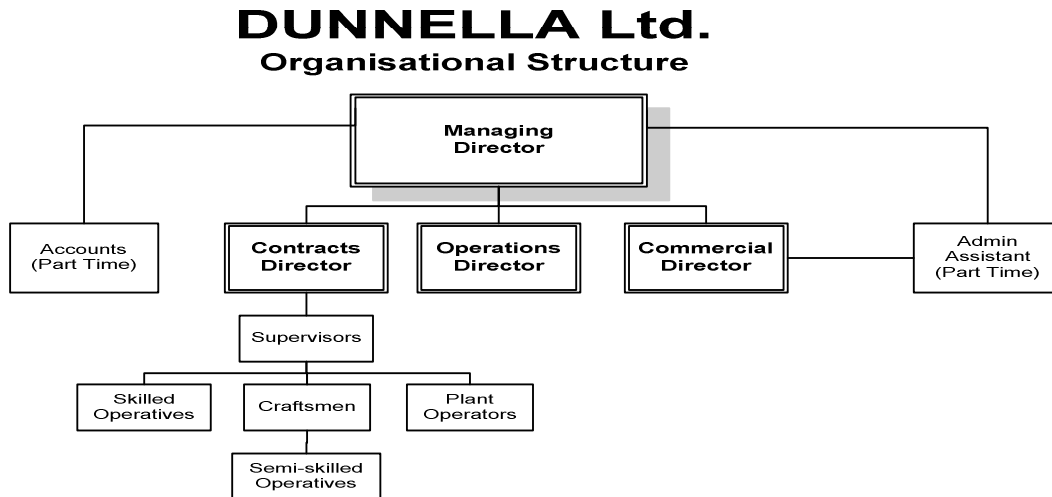 DUNNELLA Ltd.
Organisational Structure
Managing
Director
Accounts
(Part Time)
Contracts
Director
Operations
Director
Commercial
Director
Admin
Assistant
(Part Time)
Supervisors
Skilled
Operatives
Craftsmen
Plant
Operators
Semi-skilled
Operatives